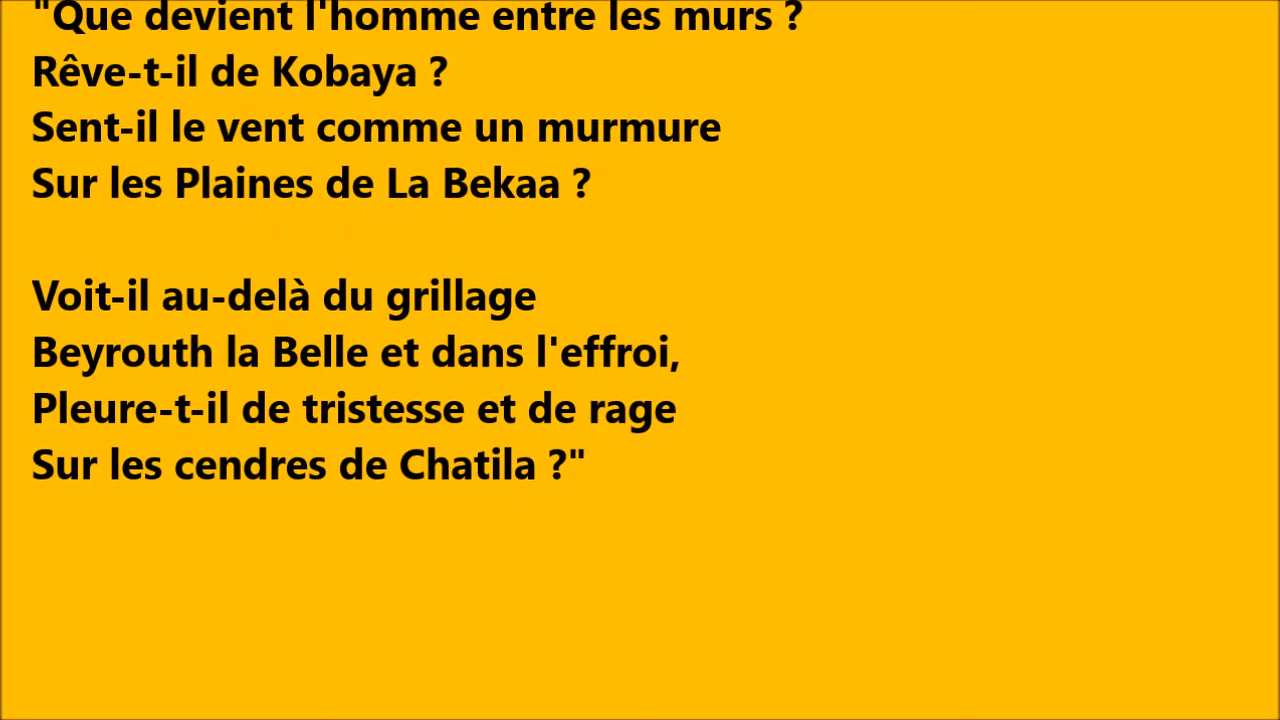 "Que devient l'homme entre les murs ?
Rêve-t-il de Kobaya ?
Sent-il le vent comme un murmure
Sur les Plaines de La Bekaa ?
Voit-il au-delà du grillage
Beyrouth la Belle et dans l'effroi,
Pleure-t-il de tristesse et de rage
Sur les cendres de Chatila ?"